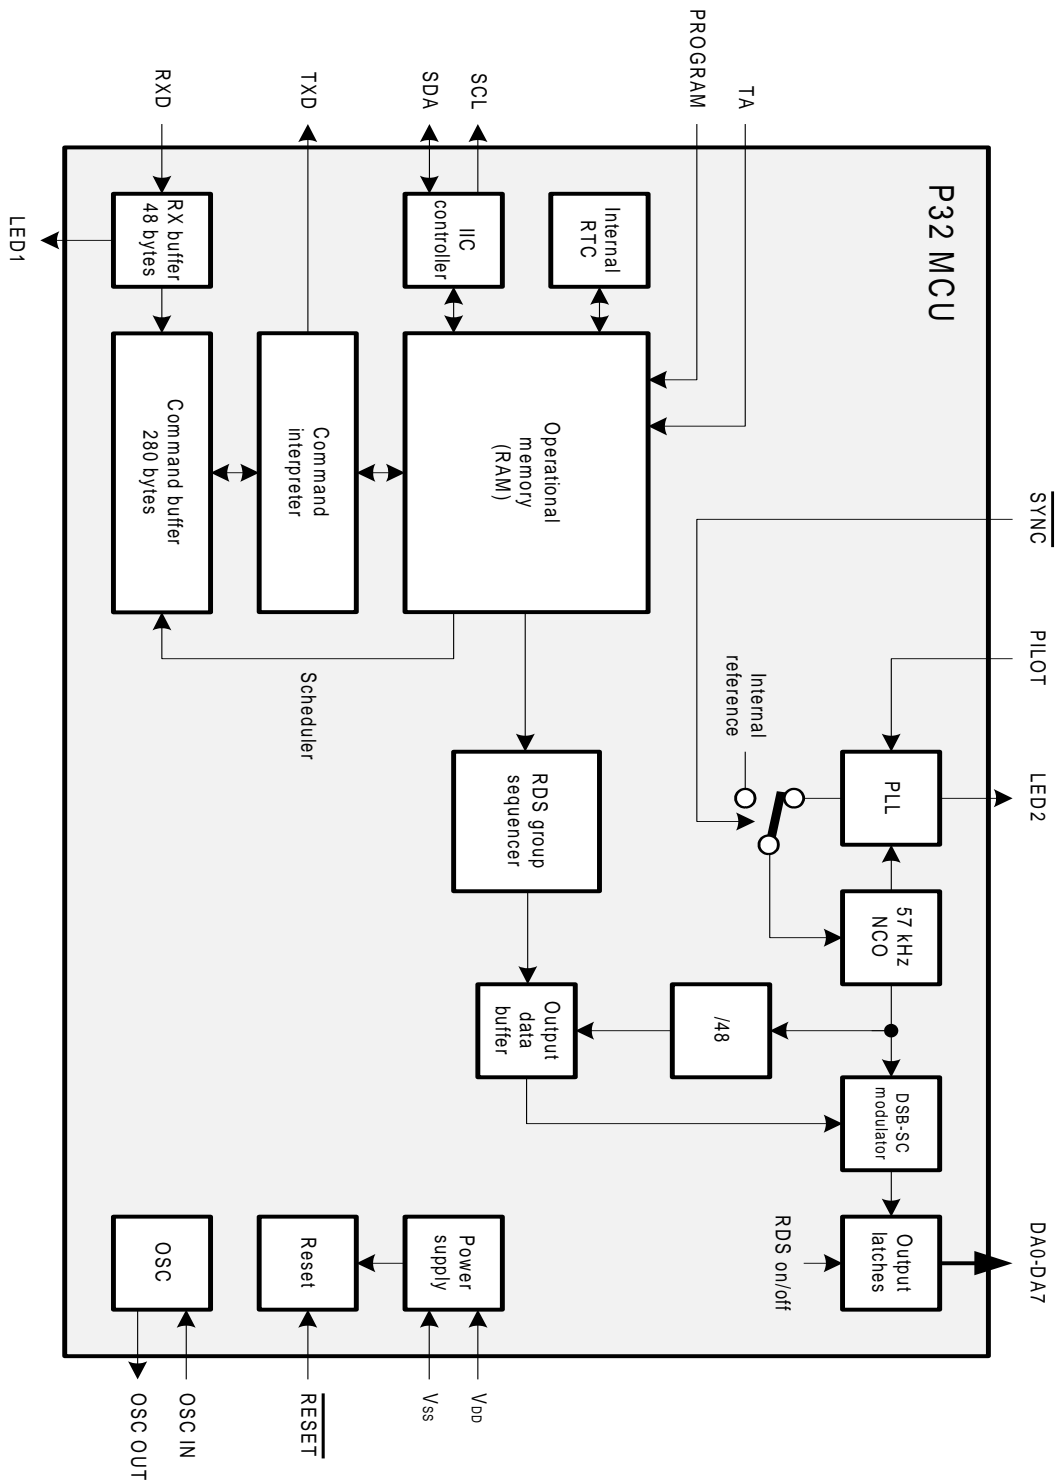 P32 MCU
TA
PROGRAM
SCL
SDA
TXD
RXD
LED1
SYNC
PILOT
LED2
DA0-DA7
Internal
RTC
IIC
controller
RX buffer
48 bytes
Operational
memory
(RAM)
Command
interpreter
Command buffer
280 bytes
Scheduler
Internal
reference
PLL
57 kHz
NCO
/48
DSB-SC
modulator
Output
latches
RDS on/off
RDS group
sequencer
Output
data
buffer
Power
supply
Reset
OSC
VDD
VSS
RESET
OSC IN
OSC OUT